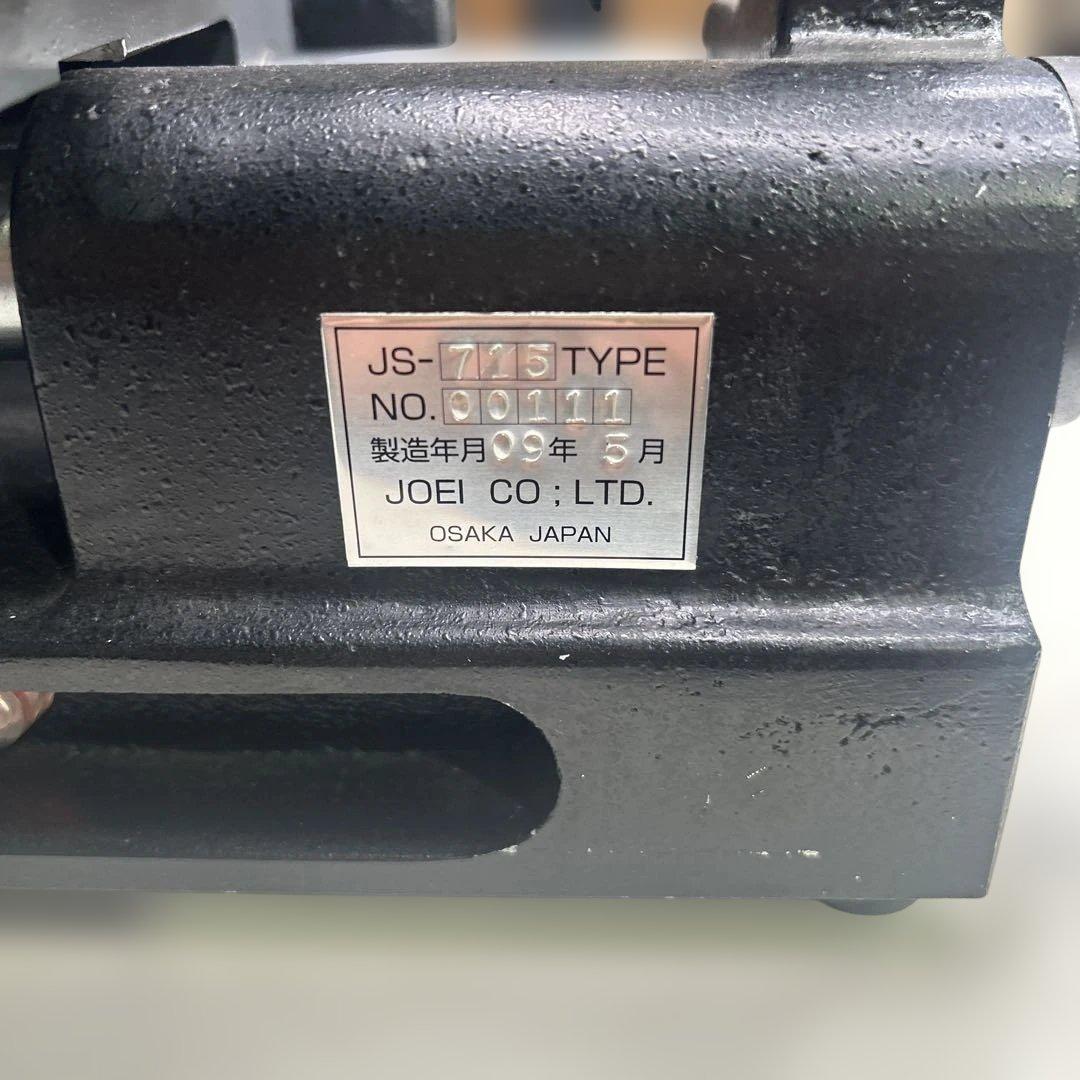 JS-715 TYPE
NO. 00111
製造年月 09年 5月
JOEI CO ; LTD.
OSAKA JAPAN